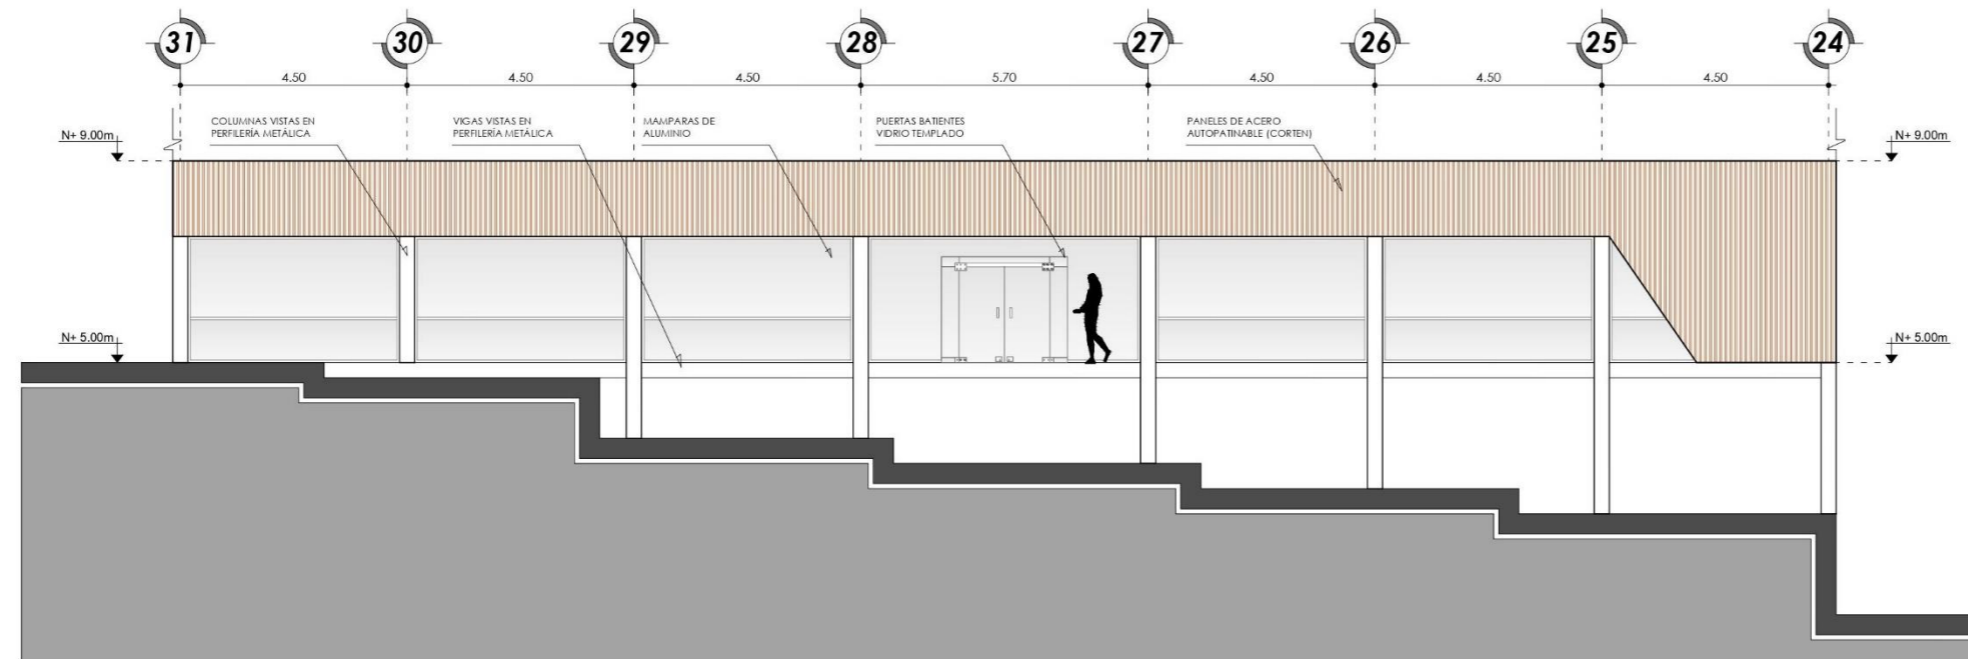 31 30 29 28 27 26 25 24
4.50 4.50 4.50 5.70 4.50 4.50 4.50
COLUMNAS VISTAS EN
PERFILERÍA METÁLICA
VIGAS VISTAS EN
PERFILERÍA METÁLICA
MAMPARAS DE
ALUMINIO
PUERTAS BATIENTES
VIDRIO TEMPLADO
PANELES DE ACERO
AUTOPATINABLE (CORTEN)
N+ 9.00m
N+ 9.00m
N+ 5.00m
N+ 5.00m